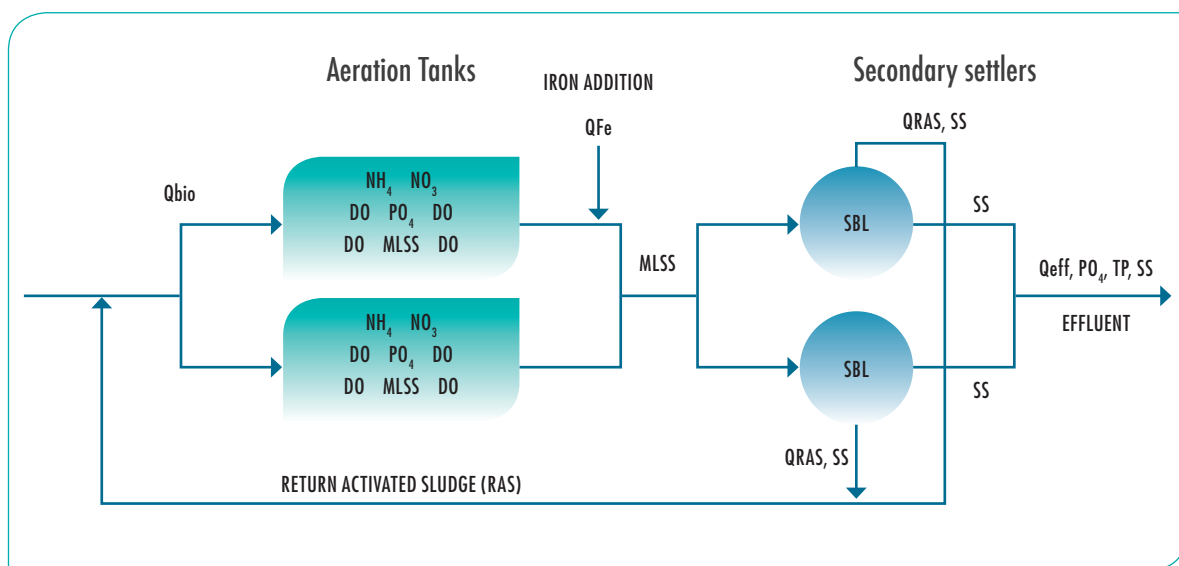 Aeration Tanks
Secondary settlers
IRON ADDITION
QFe
QRAS, SS
Qbio
NH₄ NO₃
DO PO₄ DO
DO MLSS DO
SBL
SS
MLSS
Qeff, PO₄, TP, SS
EFFLUENT
NH₄ NO₃
DO PO₄ DO
DO MLSS DO
SBL
SS
QRAS, SS
RETURN ACTIVATED SLUDGE (RAS)